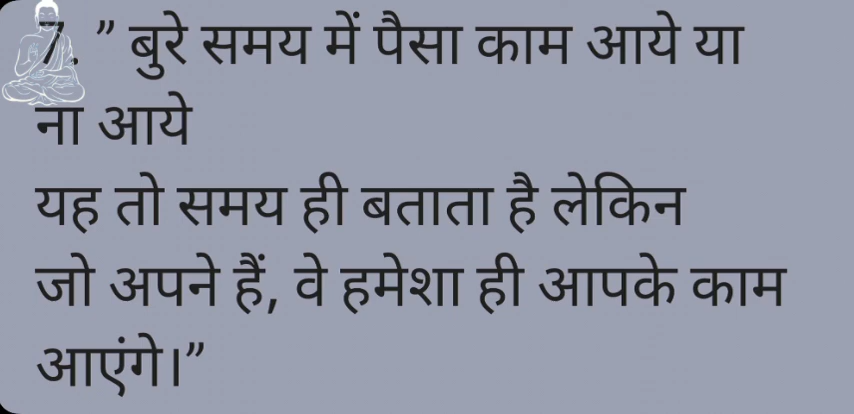 7. ” बुरे समय में पैसा काम आये या
ना आये
यह तो समय ही बताता है लेकिन
जो अपने हैं, वे हमेशा ही आपके काम
आएंगे।”